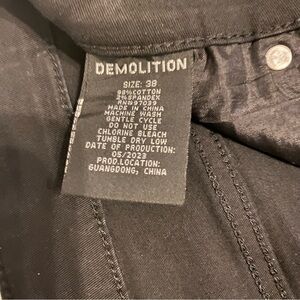 DEMOLITION
SIZE: 38
98%COTTON
2%SPANDEX
RN#97039
MADE IN CHINA
MACHINE WASH
GENTLE CYCLE
DO NOT USE
CHLORINE BLEACH
TUMBLE DRY LOW
DATE OF PRODUCTION:
05/2023
PROD.LOCATION:
GUANGDONG, CHINA